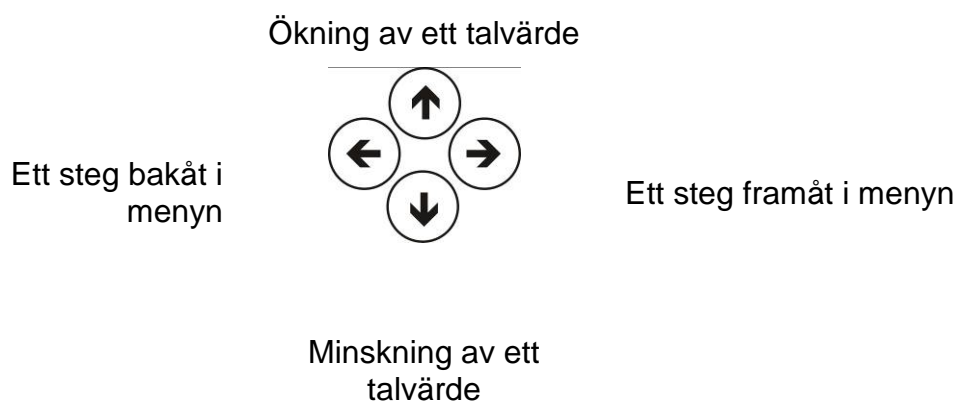 Ökning av ett talvärde
Ett steg bakåt i
menyn
Ett steg framåt i menyn
Minskning av ett
talvärde